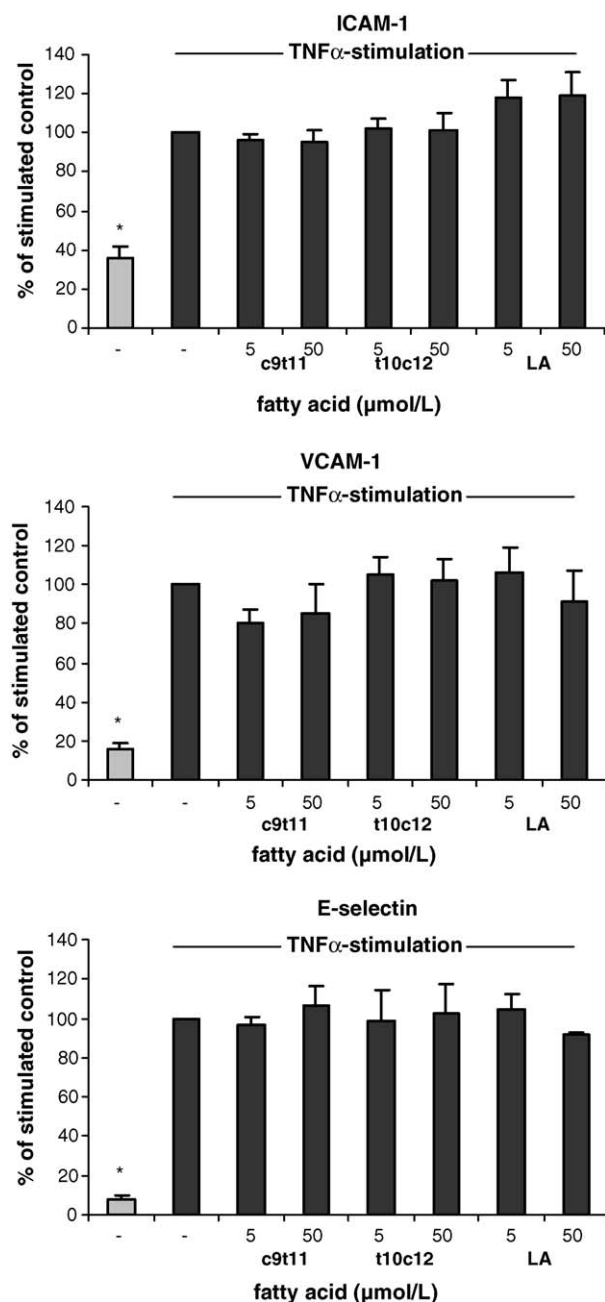 ICAM-1
TNFα-stimulation
% of stimulated control
140
120
100
80
60
40
20
0
*
- - 5 50 5 50 5 50
c9t11 t10c12 LA
fatty acid (µmol/L)
VCAM-1
TNFα-stimulation
% of stimulated control
140
120
100
80
60
40
20
0
*
- - 5 50 5 50 5 50
c9t11 t10c12 LA
fatty acid (µmol/L)
E-selectin
TNFα-stimulation
% of stimulated control
140
120
100
80
60
40
20
0
*
- - 5 50 5 50 5 50
c9t11 t10c12 LA
fatty acid (µmol/L)